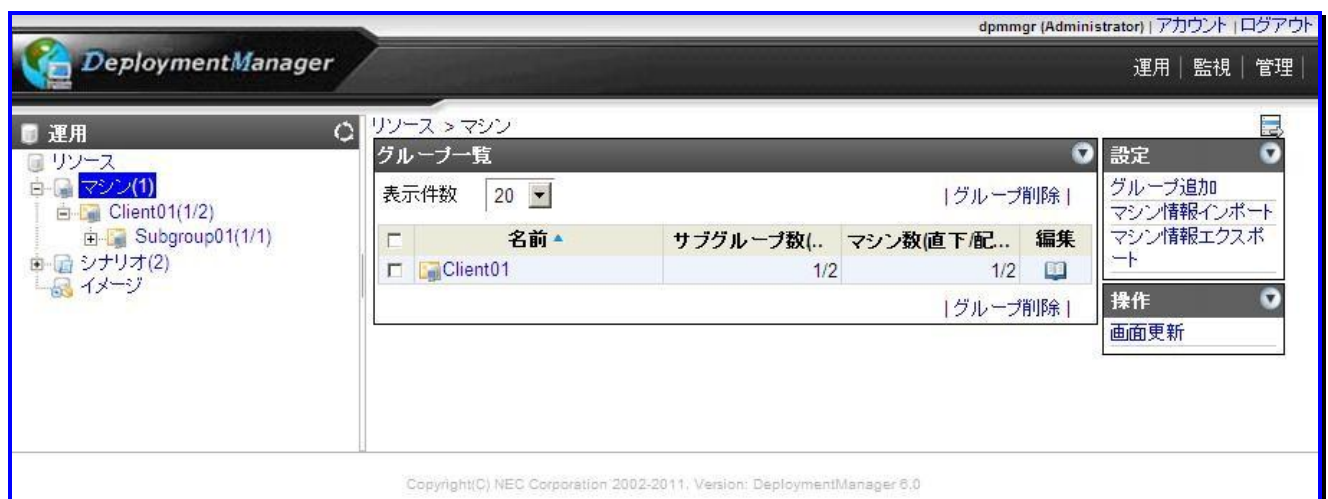 dpmmgr (Administrator) | アカウント | ログアウト
DeploymentManager
運用 | 監視 | 管理 |
運用
リソース
マシン(1)
Client01(1/2)
Subgroup01(1/1)
シナリオ(2)
イメージ
リソース > マシン
グループ一覧
表示件数 20
| グループ削除 |
名前 サブグループ数(.. マシン数(直下/配... 編集
Client01 1/2 1/2
| グループ削除 |
設定
グループ追加
マシン情報インポート
マシン情報エクスポ
ート
操作
画面更新
Copyright(C) NEC Corporation 2002-2011. Version: DeploymentManager 6.0